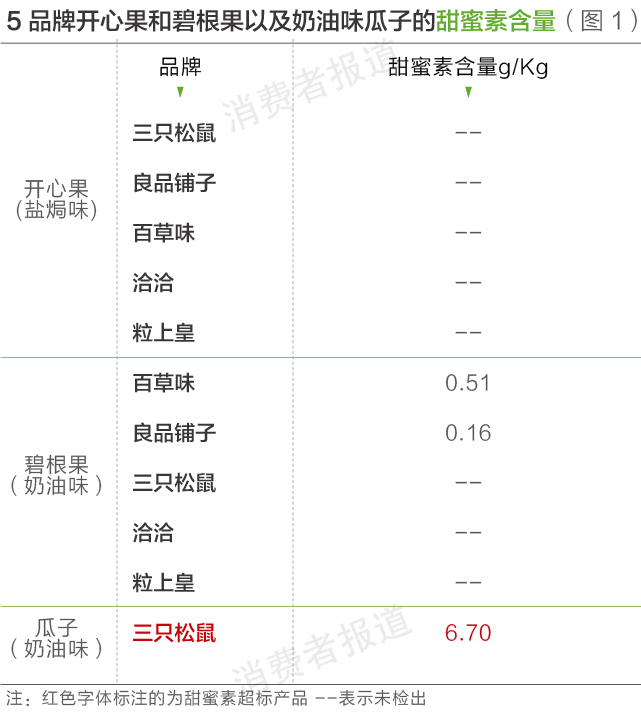 5品牌开心果和碧根果以及奶油味瓜子的甜蜜素含量（图1）
品牌 甜蜜素含量g/Kg
消费者报道
开心果
(盐焗味)
三只松鼠 --
良品铺子 --
百草味 --
洽洽 --
粒上皇 --
碧根果
（奶油味）
百草味 0.51
良品铺子 0.16
三只松鼠 --
洽洽 --
粒上皇 --
瓜子
（奶油味）
三只松鼠 6.70
消费者报道
注：红色字体标注的为甜蜜素超标产品 --表示未检出